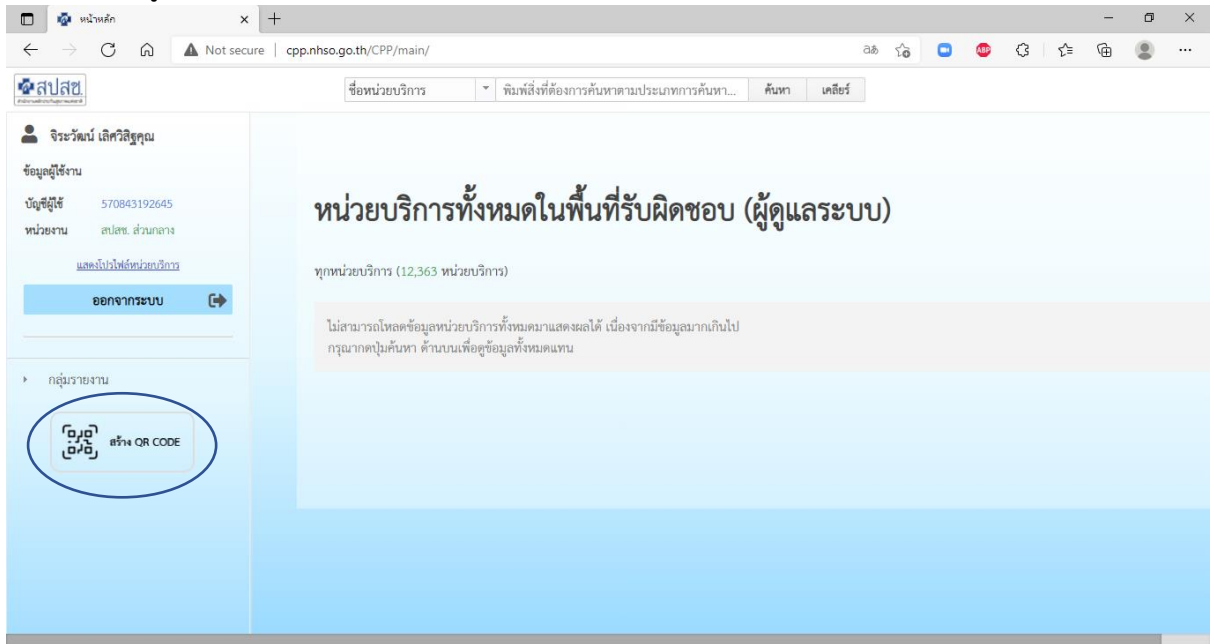 หน้าหลัก
Not secure
cpp.nhso.go.th/CPP/main/
สปสช.
ชื่อหน่วยบริการ
พิมพ์สิ่งที่ต้องการค้นหาตามประเภทการค้นหา...
ค้นหา
เคลียร์
จิระวัฒน์ เลิศวิสิฐคุณ
ข้อมูลผู้ใช้งาน
บัญชีผู้ใช้ 570843192645
หน่วยงาน สปสช. ส่วนกลาง
แสดงโปรไฟล์หน่วยบริการ
ออกจากระบบ
กลุ่มรายงาน
สร้าง QR CODE
หน่วยบริการทั้งหมดในพื้นที่รับผิดชอบ (ผู้ดูแลระบบ)
ทุกหน่วยบริการ (12,363 หน่วยบริการ)
ไม่สามารถโหลดข้อมูลหน่วยบริการทั้งหมดมาแสดงผลได้ เนื่องจากมีข้อมูลมากเกินไป
กรุณากดปุ่มค้นหา ด้านบนเพื่อดูข้อมูลทั้งหมดแทน